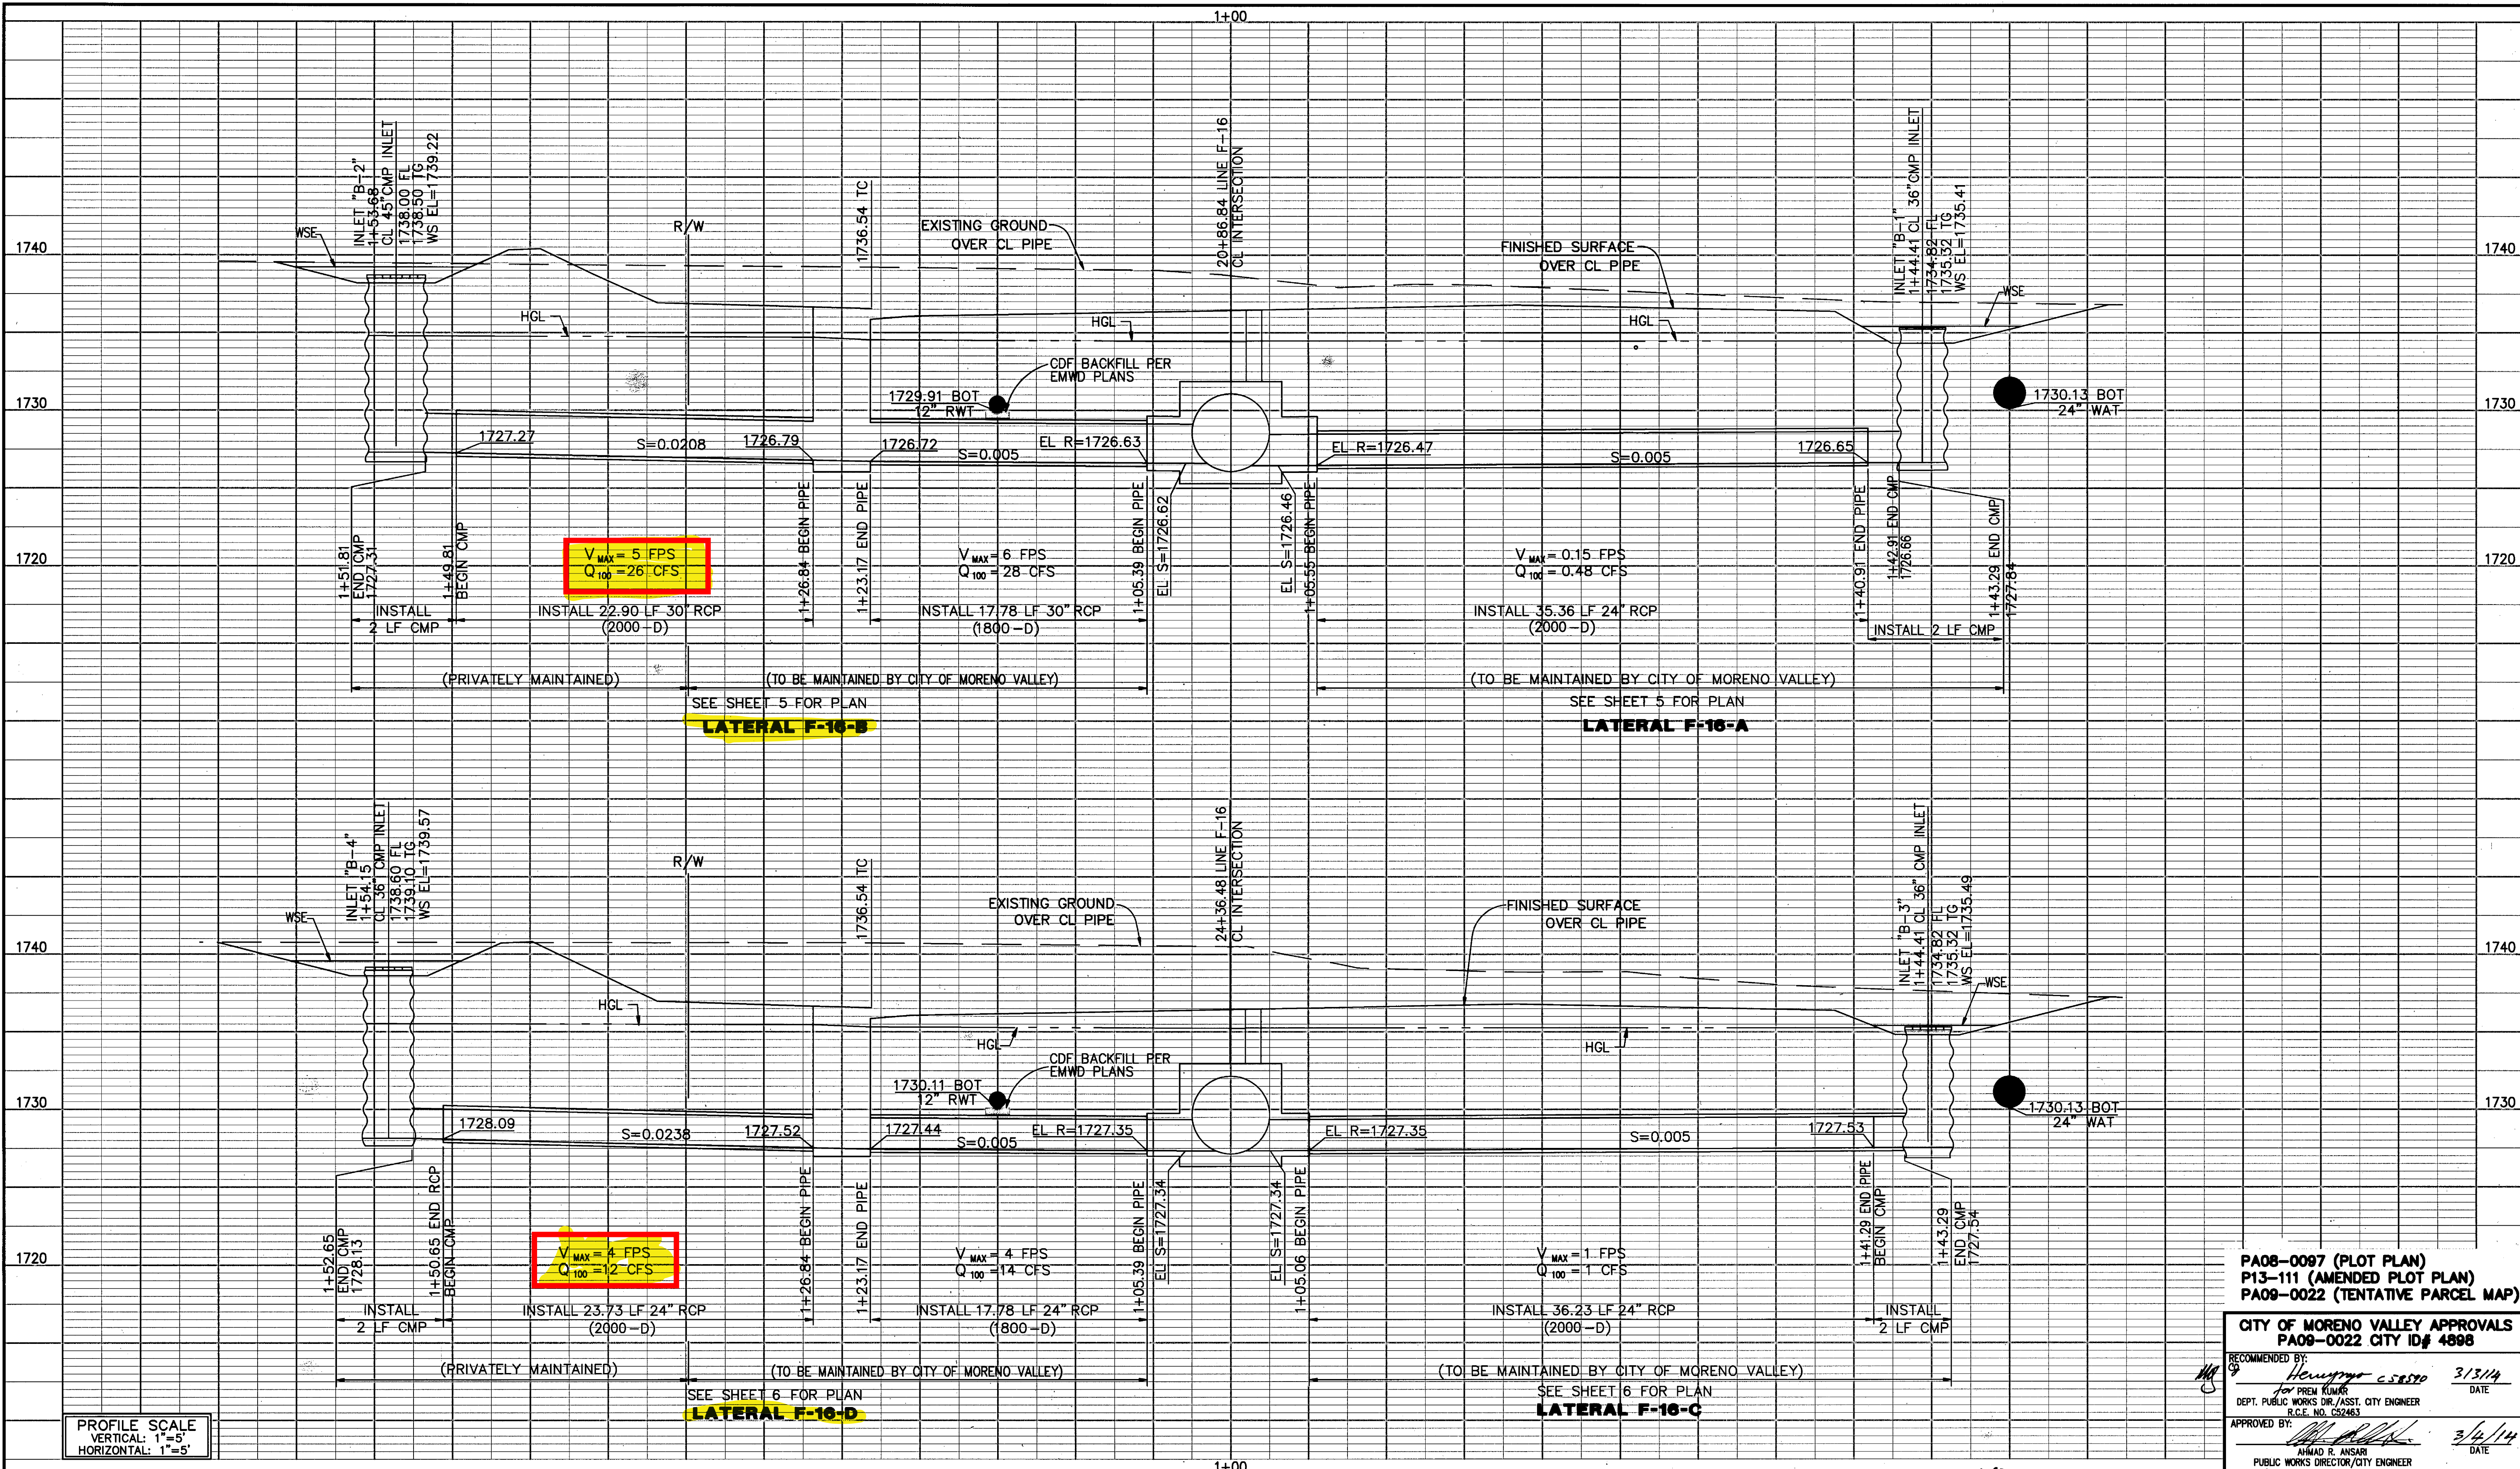 1+00
INLET "B-2"
1+53.68
CL 45"CMP INLET
1738.00 FL
1738.50 TG
WS EL=1739.22
WSE
R/W
1736.54 TC
EXISTING GROUND
OVER CL PIPE
20+86.84 LINE F-16
CL INTERSECTION
FINISHED SURFACE
OVER CL PIPE
INLET "B-1"
1+44.41 CL 36"CMP INLET
1734.82 FL
1735.32 TG
WS EL=1735.41
WSE
1740
1740
HGL
HGL
HGL
CDF BACKFILL PER
EMWD PLANS
1729.91 BOT
12" RWT
1730.13 BOT
24" WAT
1730
1730
1727.27
S=0.0208
1726.79
1726.72
S=0.005
EL R=1726.63
EL R=1726.47
S=0.005
1726.65
1+51.81
END CMP
1727.31
1+49.81
BEGIN CMP
1+26.84 BEGIN PIPE
1+23.17 END PIPE
1+05.39 BEGIN PIPE
EL S=1726.62
EL S=1726.46
1+05.55 BEGIN PIPE
1+40.91 END PIPE
1+42.91 END CMP
1726.66
1+43.29 END CMP
1727.84
1720
1720
V MAX = 5 FPS
Q 100 =26 CFS
V MAX = 6 FPS
Q 100 = 28 CFS
V MAX = 0.15 FPS
Q 100 = 0.48 CFS
INSTALL
2 LF CMP
INSTALL 22.90 LF 30" RCP
(2000-D)
INSTALL 17.78 LF 30" RCP
(1800-D)
INSTALL 35.36 LF 24" RCP
(2000-D)
INSTALL 2 LF CMP
(PRIVATELY MAINTAINED)
(TO BE MAINTAINED BY CITY OF MORENO VALLEY)
(TO BE MAINTAINED BY CITY OF MORENO VALLEY)
SEE SHEET 5 FOR PLAN
LATERAL F-16-B
SEE SHEET 5 FOR PLAN
LATERAL F-16-A
INLET "B-4"
1+54.15
CL 36" CMP INLET
1738.60 FL
1739.10 TG
WS EL=1739.57
WSE
R/W
1736.54 TC
EXISTING GROUND
OVER CL PIPE
24+36.48 LINE F-16
CL INTERSECTION
FINISHED SURFACE
OVER CL PIPE
INLET "B-3"
1+44.41 CL 36" CMP INLET
1734.82 FL
1735.32 TG
WS EL=1735.49
WSE
1740
1740
HGL
HGL
HGL
CDF BACKFILL PER
EMWD PLANS
1730.11 BOT
12" RWT
1730.13 BOT
24" WAT
1730
1730
1728.09
S=0.0238
1727.52
1727.44
S=0.005
EL R=1727.35
EL R=1727.35
S=0.005
1727.53
1+52.65
END CMP
1728.13
1+50.65 END RCP
BEGIN CMP
1+26.84 BEGIN PIPE
1+23.17 END PIPE
1+05.39 BEGIN PIPE
EL S=1727.34
EL S=1727.34
1+05.06 BEGIN PIPE
1+41.29 END PIPE
BEGIN CMP
1+43.29
END CMP
1727.54
1720
V MAX = 4 FPS
Q 100 =12 CFS
V MAX = 4 FPS
Q 100 =14 CFS
V MAX = 1 FPS
Q 100 = 1 CFS
INSTALL
2 LF CMP
INSTALL 23.73 LF 24" RCP
(2000-D)
INSTALL 17.78 LF 24" RCP
(1800-D)
INSTALL 36.23 LF 24" RCP
(2000-D)
INSTALL
2 LF CMP
(PRIVATELY MAINTAINED)
(TO BE MAINTAINED BY CITY OF MORENO VALLEY)
(TO BE MAINTAINED BY CITY OF MORENO VALLEY)
SEE SHEET 6 FOR PLAN
LATERAL F-16-D
SEE SHEET 6 FOR PLAN
LATERAL F-16-C
PROFILE SCALE
VERTICAL: 1"=5'
HORIZONTAL: 1"=5'
1+00
PA08-0097 (PLOT PLAN)
P13-111 (AMENDED PLOT PLAN)
PA09-0022 (TENTATIVE PARCEL MAP)
CITY OF MORENO VALLEY APPROVALS
PA09-0022 CITY ID# 4898
RECOMMENDED BY:
C58590 3/3/14
for PREM KUMAR DATE
DEPT. PUBLIC WORKS DIR./ASST. CITY ENGINEER
R.C.E. NO. C52463
APPROVED BY:
3/4/14
AHMAD R. ANSARI DATE
PUBLIC WORKS DIRECTOR/CITY ENGINEER